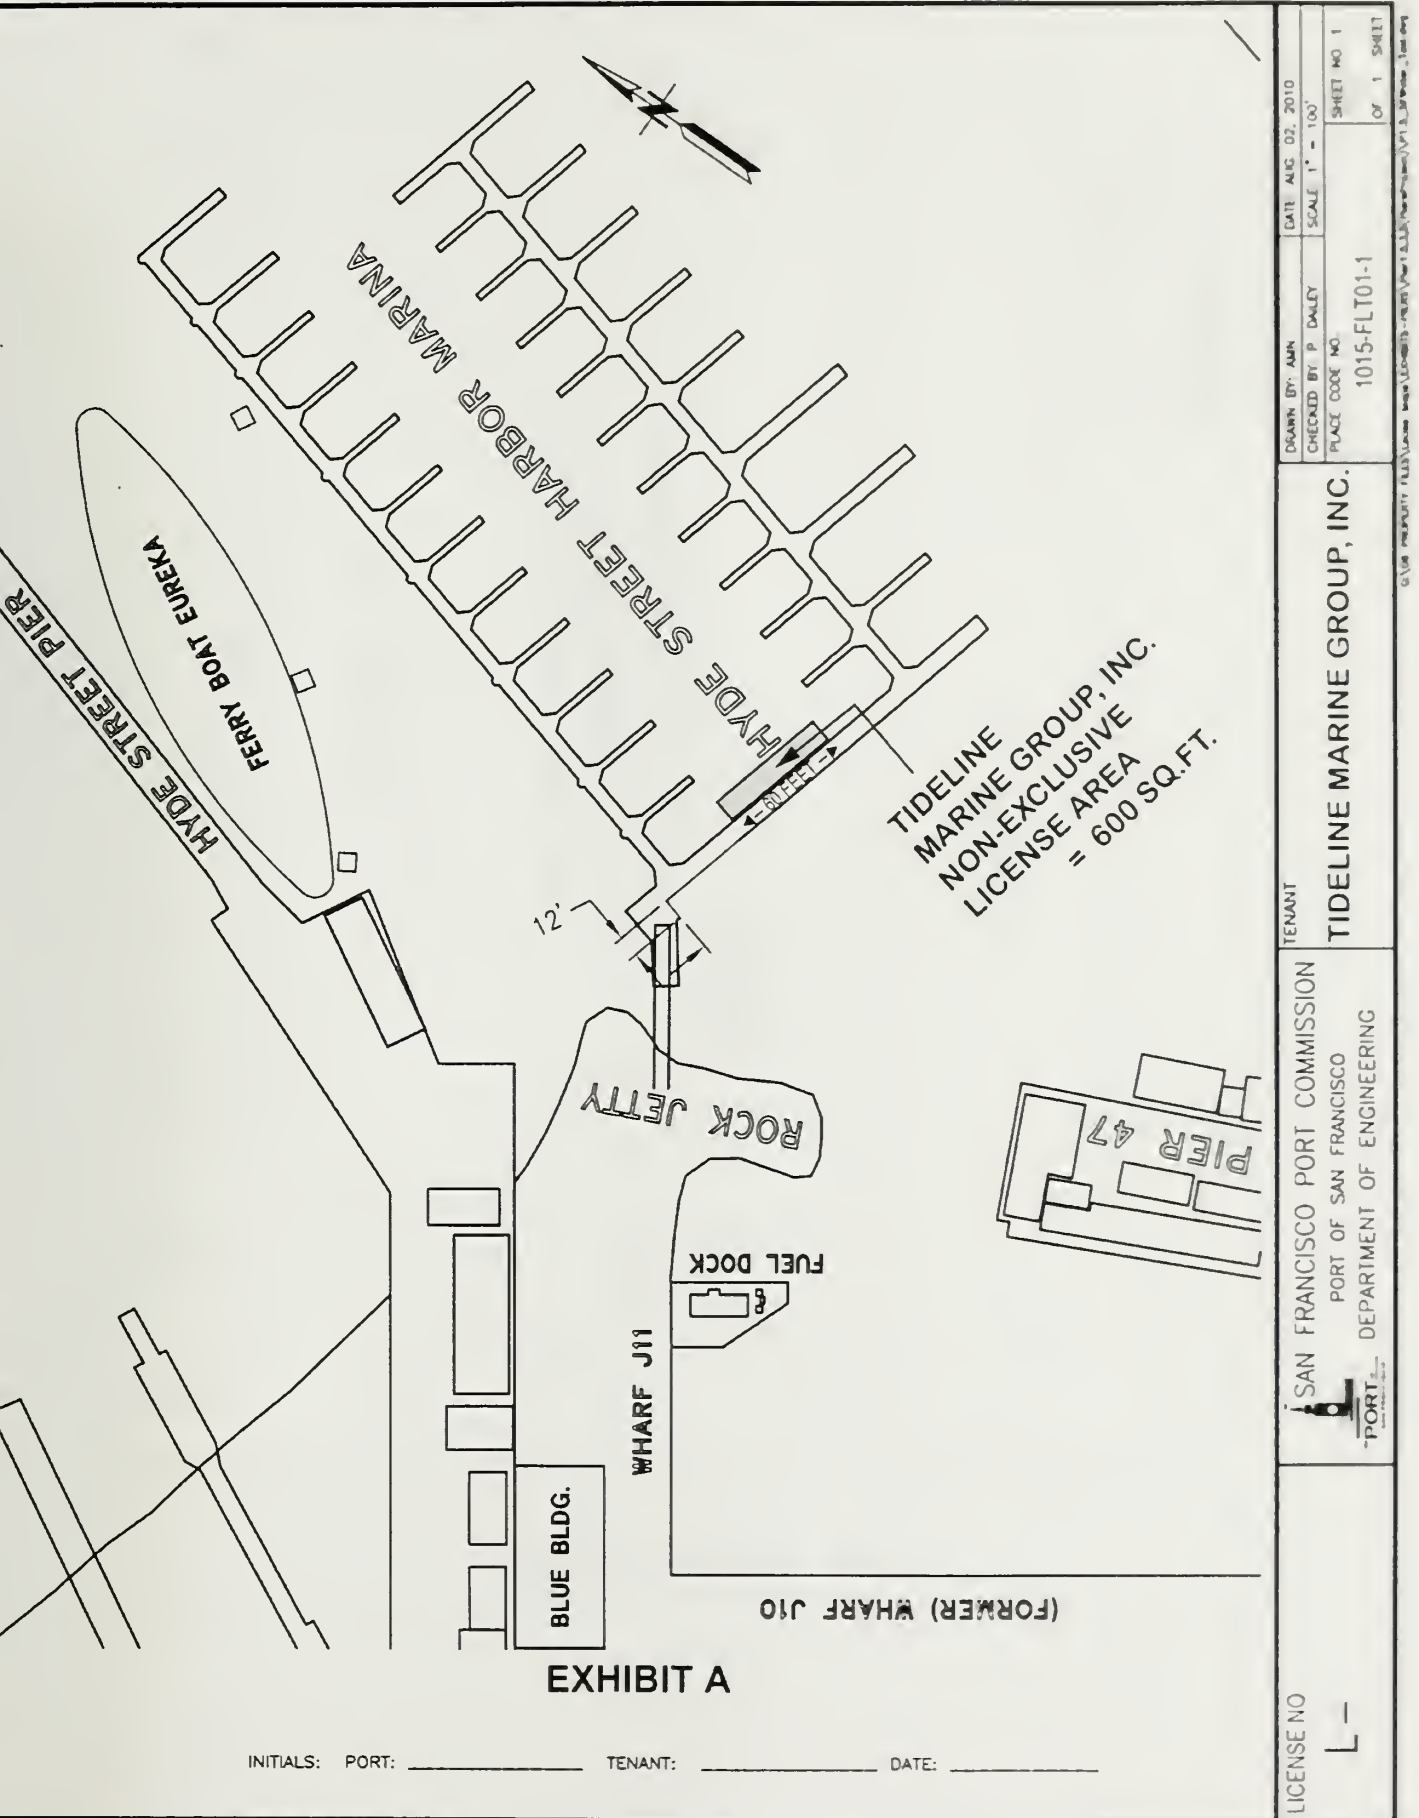 HYDE STREET HARBOR MARINA
FERRY BOAT EUREKA
HYDE STREET PIER
60 FEET
TIDELINE
MARINE GROUP, INC.
NON-EXCLUSIVE
LICENSE AREA
= 600 SQ.FT.
12'
ROCK JETTY
PIER 47
FUEL DOCK
WHARF J11
BLUE BLDG.
(FORMER) WHARF J10
EXHIBIT A
INITIALS: PORT: TENANT: DATE:
DRAWN BY: AMN
DATE AUG. 02, 2010
CHECKED BY P DAILEY
SCALE 1" = 100'
PLACE CODE NO.
1015-FLT01-1
SHEET NO 1
OF 1 SHEET
TENANT
TIDELINE MARINE GROUP, INC.
SAN FRANCISCO PORT COMMISSION
PORT OF SAN FRANCISCO
DEPARTMENT OF ENGINEERING
PORT
LICENSE NO
L -